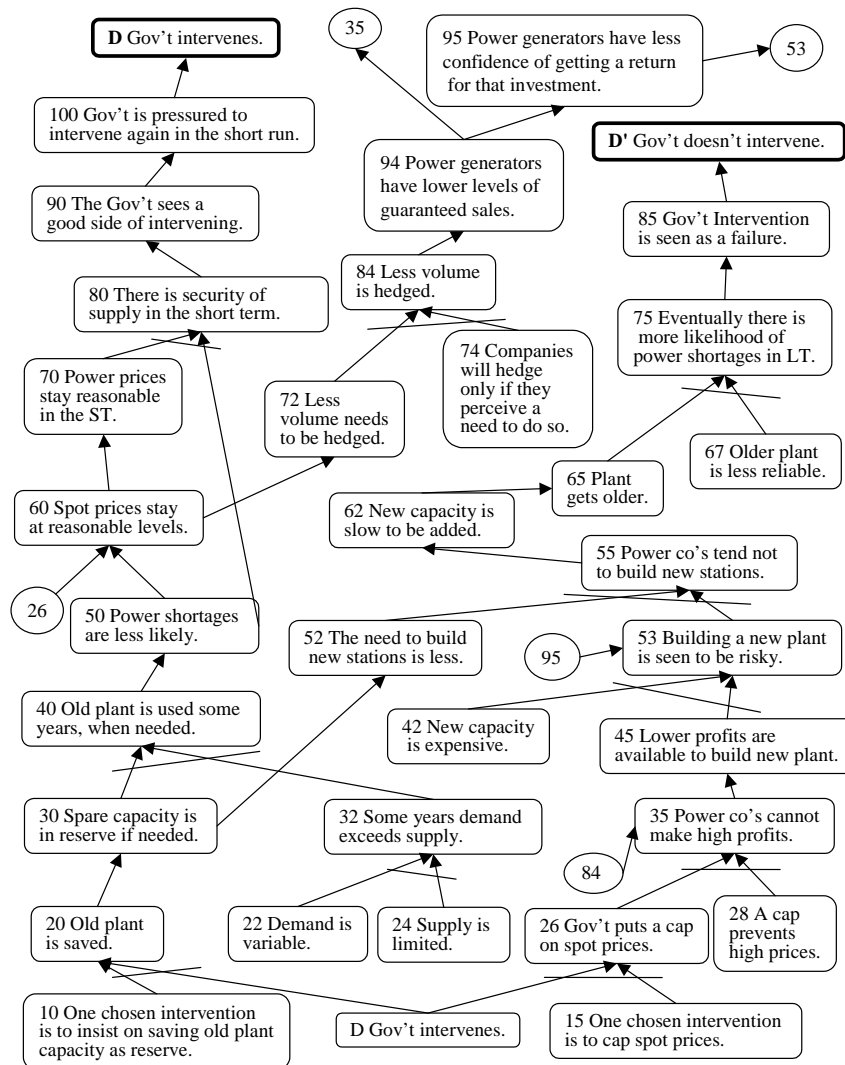 D Gov't intervenes.
35
95 Power generators have less
confidence of getting a return
for that investment.
53
100 Gov't is pressured to
intervene again in the short run.
94 Power generators
have lower levels of
guaranteed sales.
D' Gov't doesn't intervene.
90 The Gov't sees a
good side of intervening.
85 Gov't Intervention
is seen as a failure.
84 Less volume
is hedged.
80 There is security of
supply in the short term.
75 Eventually there is
more likelihood of
power shortages in LT.
74 Companies
will hedge
only if they
perceive a
need to do so.
70 Power prices
stay reasonable
in the ST.
72 Less
volume needs
to be hedged.
67 Older plant
is less reliable.
65 Plant
gets older.
60 Spot prices stay
at reasonable levels.
62 New capacity is
slow to be added.
55 Power co's tend not
to build new stations.
26
50 Power shortages
are less likely.
52 The need to build
new stations is less.
95
53 Building a new plant
is seen to be risky.
40 Old plant is used some
years, when needed.
42 New capacity
is expensive.
45 Lower profits are
available to build new plant.
30 Spare capacity is
in reserve if needed.
32 Some years demand
exceeds supply.
35 Power co's cannot
make high profits.
84
20 Old plant
is saved.
22 Demand is
variable.
24 Supply is
limited.
26 Gov't puts a cap
on spot prices.
28 A cap
prevents
high prices.
10 One chosen intervention
is to insist on saving old plant
capacity as reserve.
D Gov't intervenes.
15 One chosen intervention
is to cap spot prices.